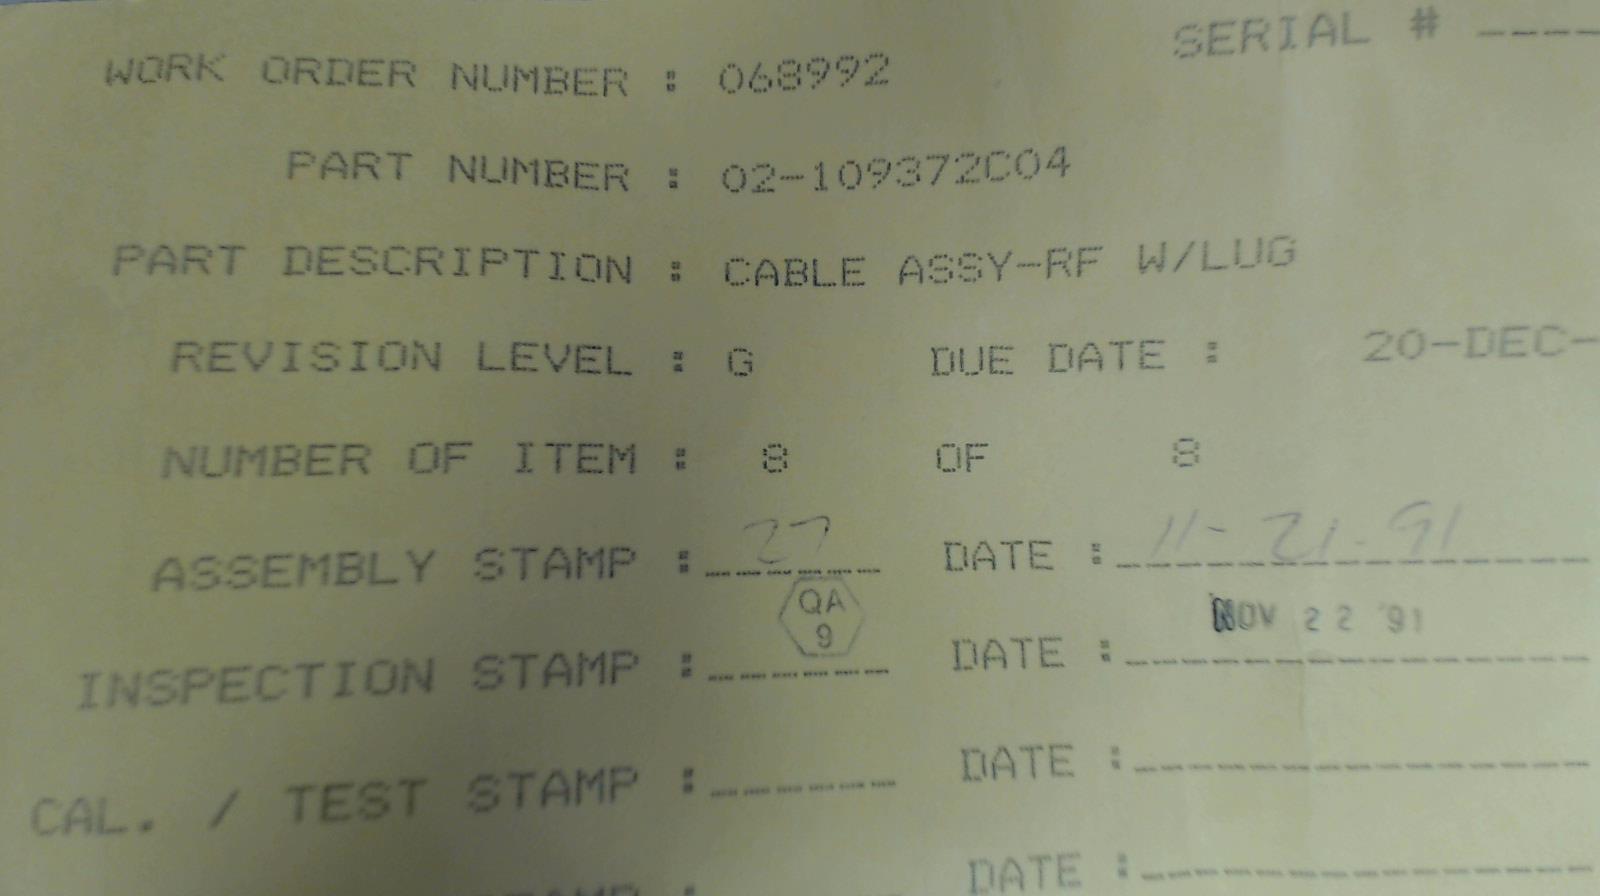 SERIAL # ----
WORK ORDER NUMBER : 068992
PART NUMBER : 02-109372C04
PART DESCRIPTION : CABLE ASSY-RF W/LUG
REVISION LEVEL : G DUE DATE : 20-DEC-
NUMBER OF ITEM : 8 OF 8
ASSEMBLY STAMP : 27 DATE : 11-21-91
QA
9
NOV 22 '91
INSPECTION STAMP : DATE :
CAL. / TEST STAMP : DATE :
STAMP : DATE :